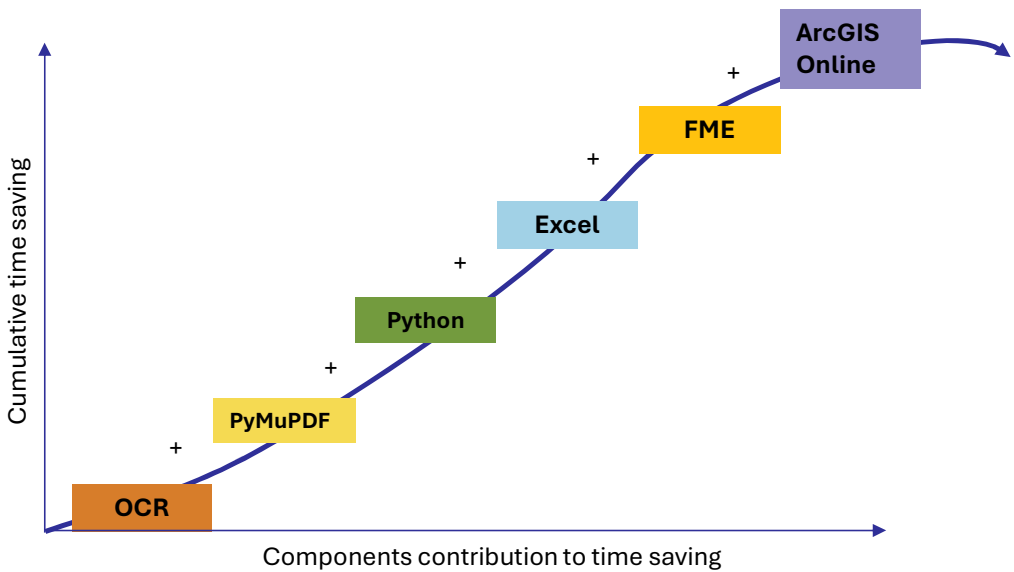 ArcGIS
Online
+
FME
+
Excel
+
Python
+
PyMuPDF
+
OCR
Cumulative time saving
Components contribution to time saving